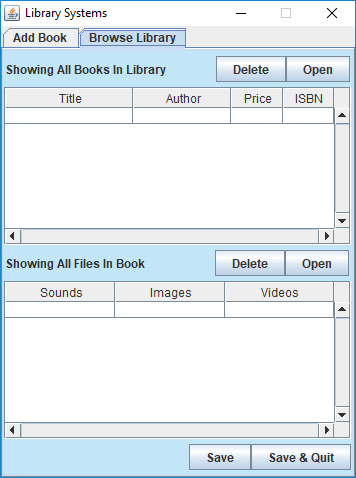 Library Systems
Add Book Browse Library
Showing All Books In Library Delete Open
Title Author Price ISBN
Showing All Files In Book Delete Open
Sounds Images Videos
Save Save & Quit